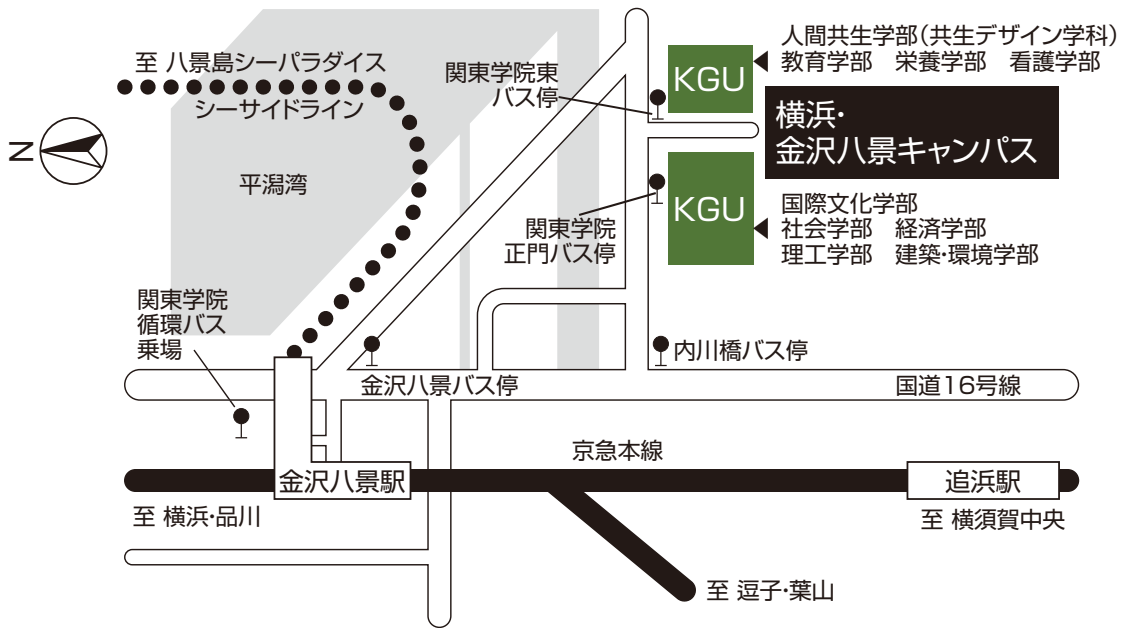 人間共生学部(共生デザイン学科)
教育学部　栄養学部　看護学部
至 八景島シーパラダイス
関東学院東
バス停
KGU
シーサイドライン
横浜・
金沢八景キャンパス
N
平潟湾
KGU
国際文化学部
社会学部　経済学部
理工学部　建築・環境学部
関東学院
正門バス停
関東学院
循環バス
乗場
内川橋バス停
金沢八景バス停
国道16号線
京急本線
金沢八景駅
追浜駅
至 横浜・品川
至 横須賀中央
至 逗子・葉山